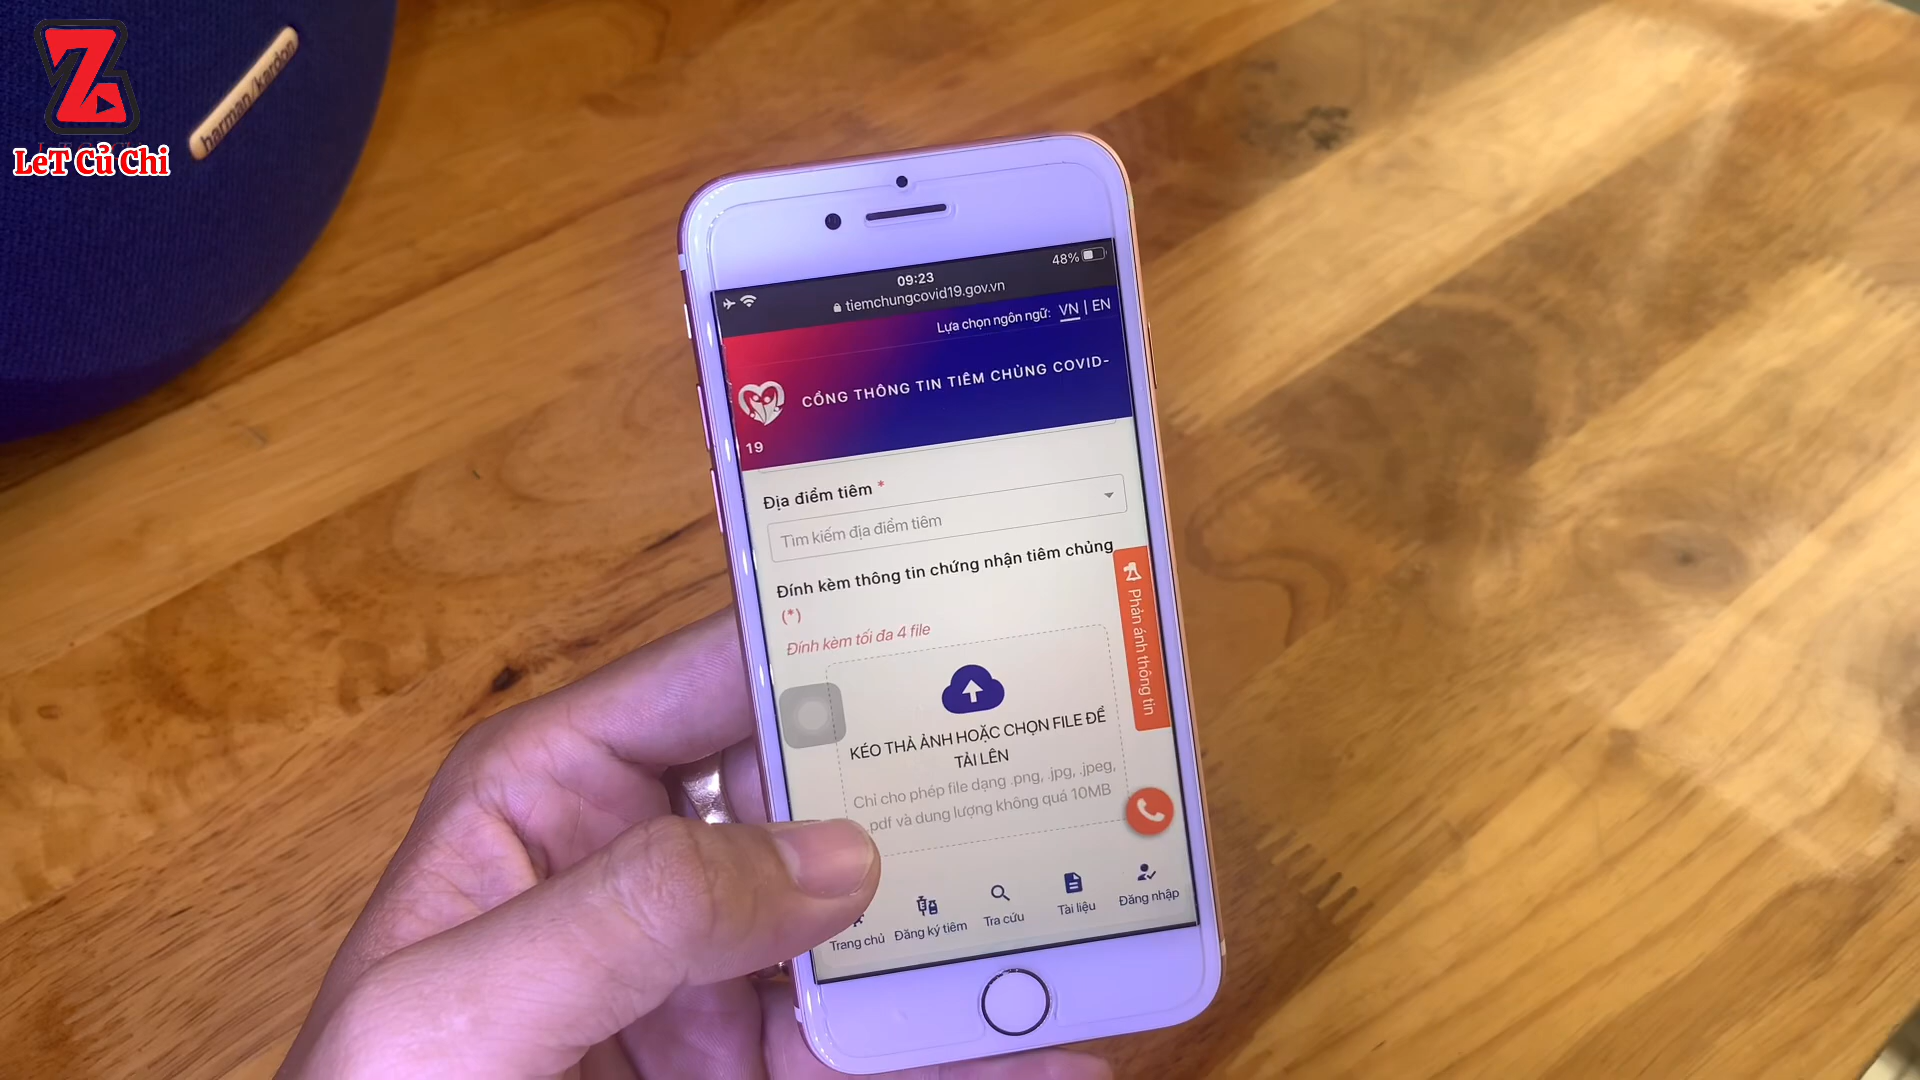 LeT Củ Chi
harman/kardon
09:23
48%
tiemchungcovid19.gov.vn
Lựa chọn ngôn ngữ: VN | EN
CỔNG THÔNG TIN TIÊM CHỦNG COVID-
19
Địa điểm tiêm *
Tìm kiếm địa điểm tiêm
Đính kèm thông tin chứng nhận tiêm chủng
(*)
Đính kèm tối đa 4 file
KÉO THẢ ẢNH HOẶC CHỌN FILE ĐỂ
TẢI LÊN
Chỉ cho phép file dạng .png, .jpg, .jpeg,
.pdf và dung lượng không quá 10MB
Phản ánh thông tin
Trang chủ
Đăng ký tiêm
Tra cứu
Tài liệu
Đăng nhập